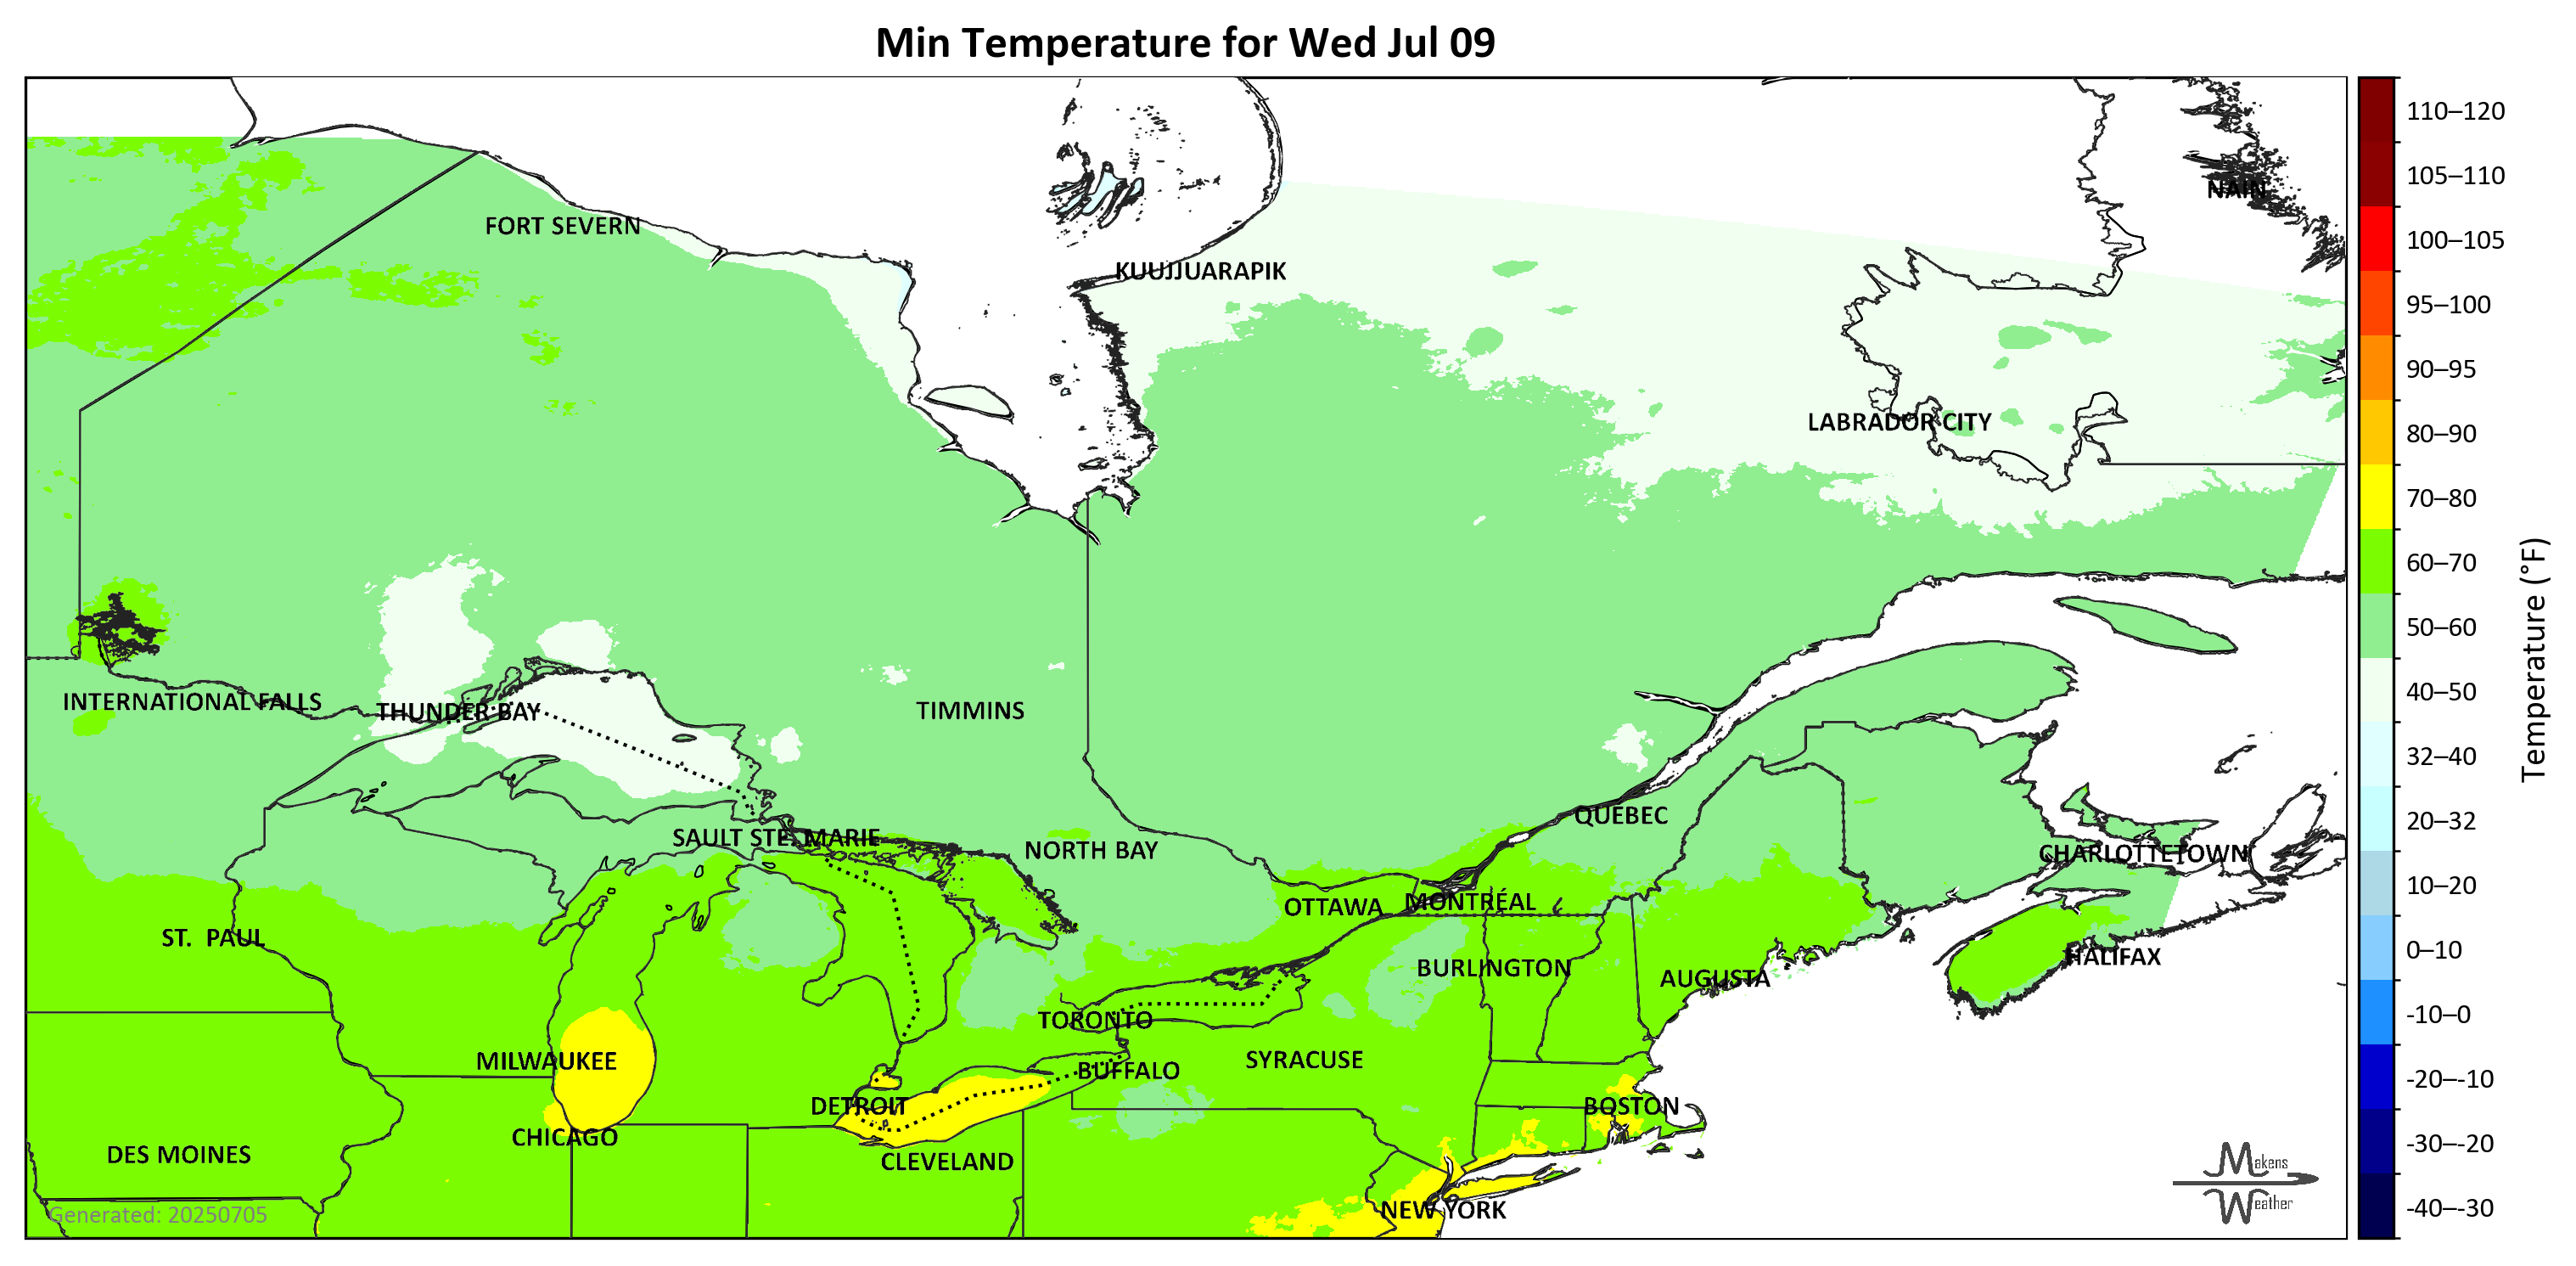 Min Temperature for Wed Jul 09
NAIN
FORT SEVERN
KUUJJUARAPIK
LABRADOR CITY
INTERNATIONAL FALLS
THUNDER BAY
TIMMINS
QUÉBEC
SAULT STE. MARIE
NORTH BAY
CHARLOTTETOWN
OTTAWA
MONTRÉAL
ST. PAUL
HALIFAX
BURLINGTON
AUGUSTA
TORONTO
MILWAUKEE
SYRACUSE
BUFFALO
DETROIT
BOSTON
CHICAGO
DES MOINES
CLEVELAND
NEW YORK
Generated: 20250705
Makens
Weather
110–120
105–110
100–105
95–100
90–95
80–90
70–80
60–70
50–60
40–50
32–40
20–32
10–20
0–10
-10–0
-20–-10
-30–-20
-40–-30
Temperature (°F)